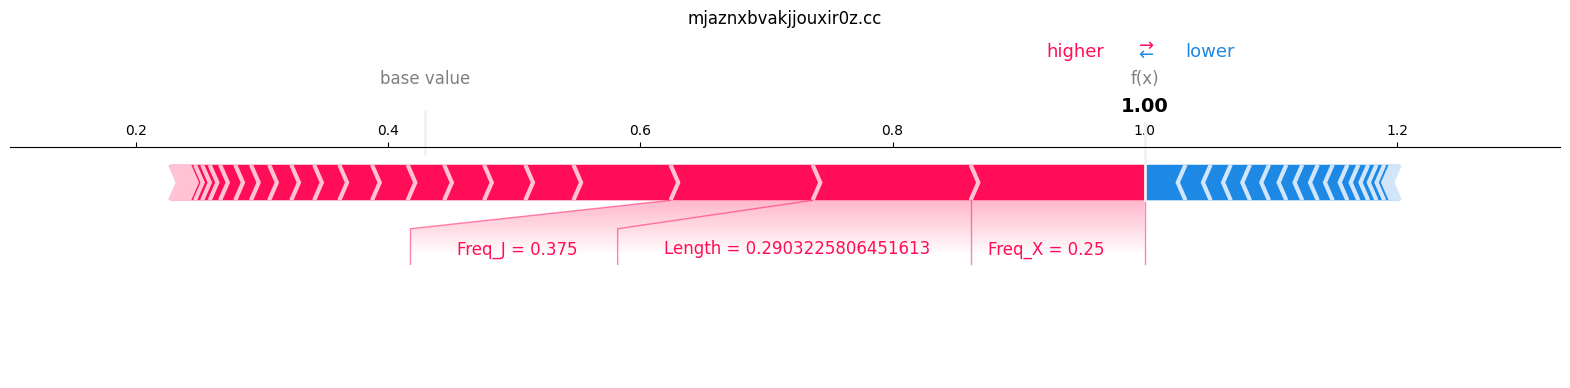 mjaznxbvakjjouxir0z.cc
higher → ← lower
base value f(x)
1.00
0.2 0.4 0.6 0.8 1.0 1.2
Freq_J = 0.375 Length = 0.2903225806451613 Freq_X = 0.25